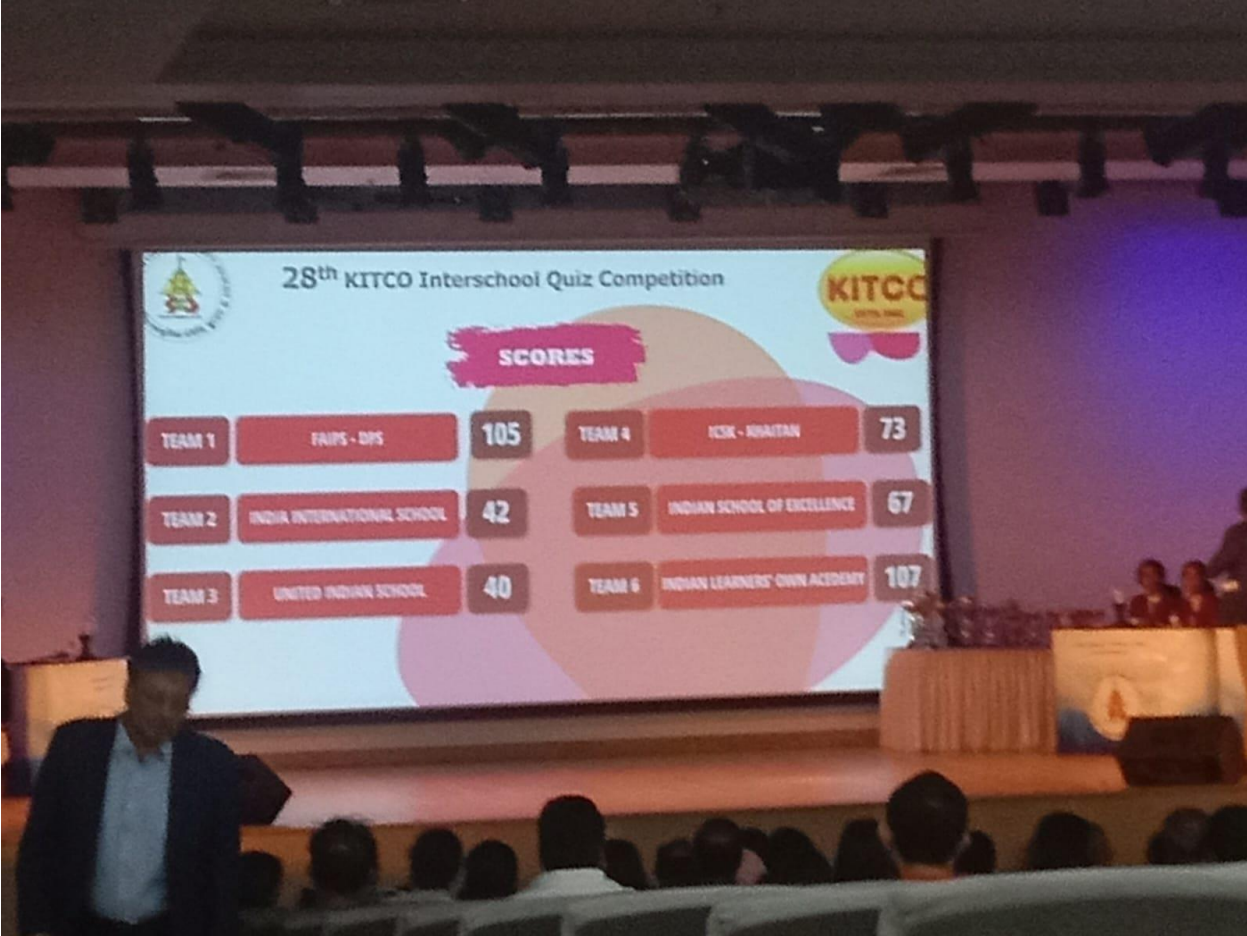 28th KITCO Interschool Quiz Competition
KITCO
SCORES
TEAM 1 FAIPS - DPS 105
TEAM 2 INDIA INTERNATIONAL SCHOOL 42
TEAM 3 UNITED INDIAN SCHOOL 40
TEAM 4 ICSK - KHAITAN 73
TEAM 5 INDIAN SCHOOL OF EXCELLENCE 67
TEAM 6 INDIAN LEARNERS' OWN ACEDEMY 107